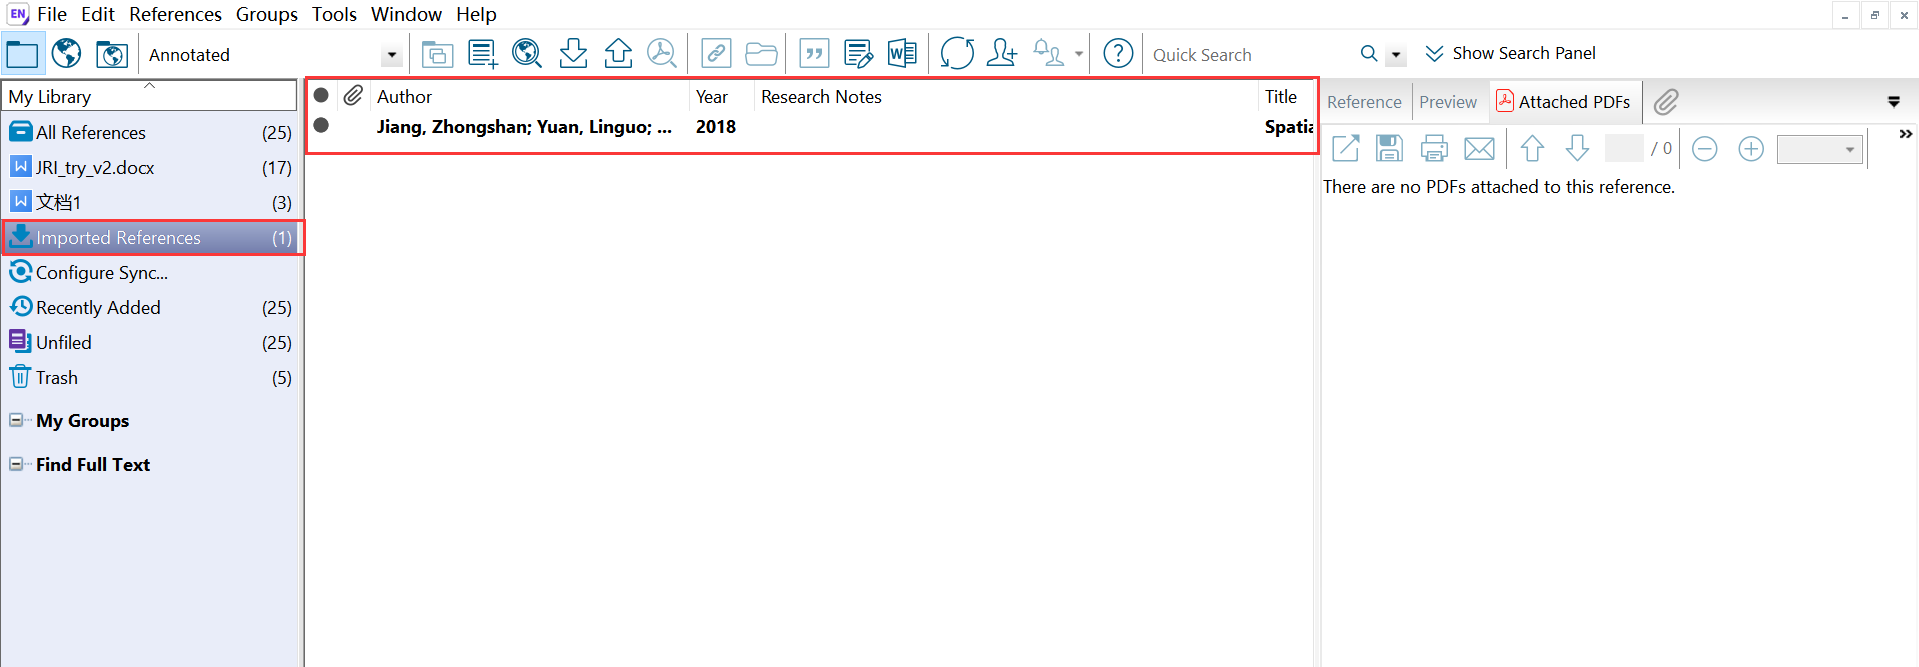 EN File Edit References Groups Tools Window Help
Annotated
Quick Search
Show Search Panel
My Library
All References (25)
JRI_try_v2.docx (17)
文档1 (3)
Imported References (1)
Configure Sync...
Recently Added (25)
Unfiled (25)
Trash (5)
My Groups
Find Full Text
Author Year Research Notes Title
Jiang, Zhongshan; Yuan, Linguo; ... 2018 Spatia
Reference Preview Attached PDFs
/ 0
There are no PDFs attached to this reference.